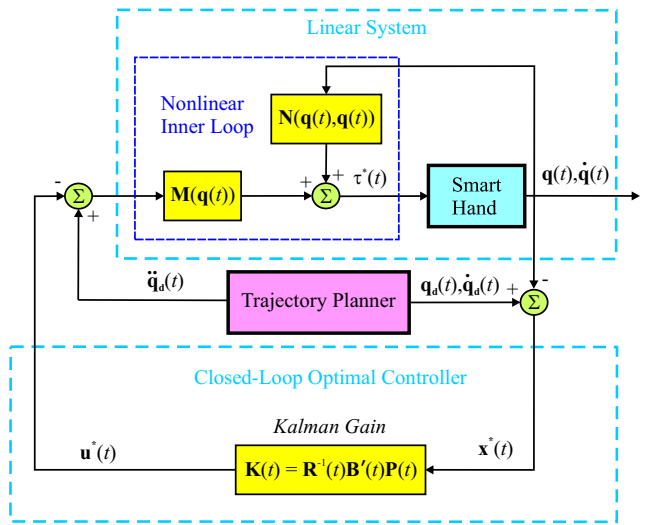 Linear System
Nonlinear
Inner Loop
N(q(t),q(t))
-
Σ
+
M(q(t))
+
+
Σ
τ*(t)
Smart
Hand
q(t),q̇(t)
q̈d(t)
Trajectory Planner
qd(t),q̇d(t)
+
-
Σ
Closed-Loop Optimal Controller
Kalman Gain
u*(t)
K(t) = R⁻¹(t)B′(t)P(t)
x*(t)